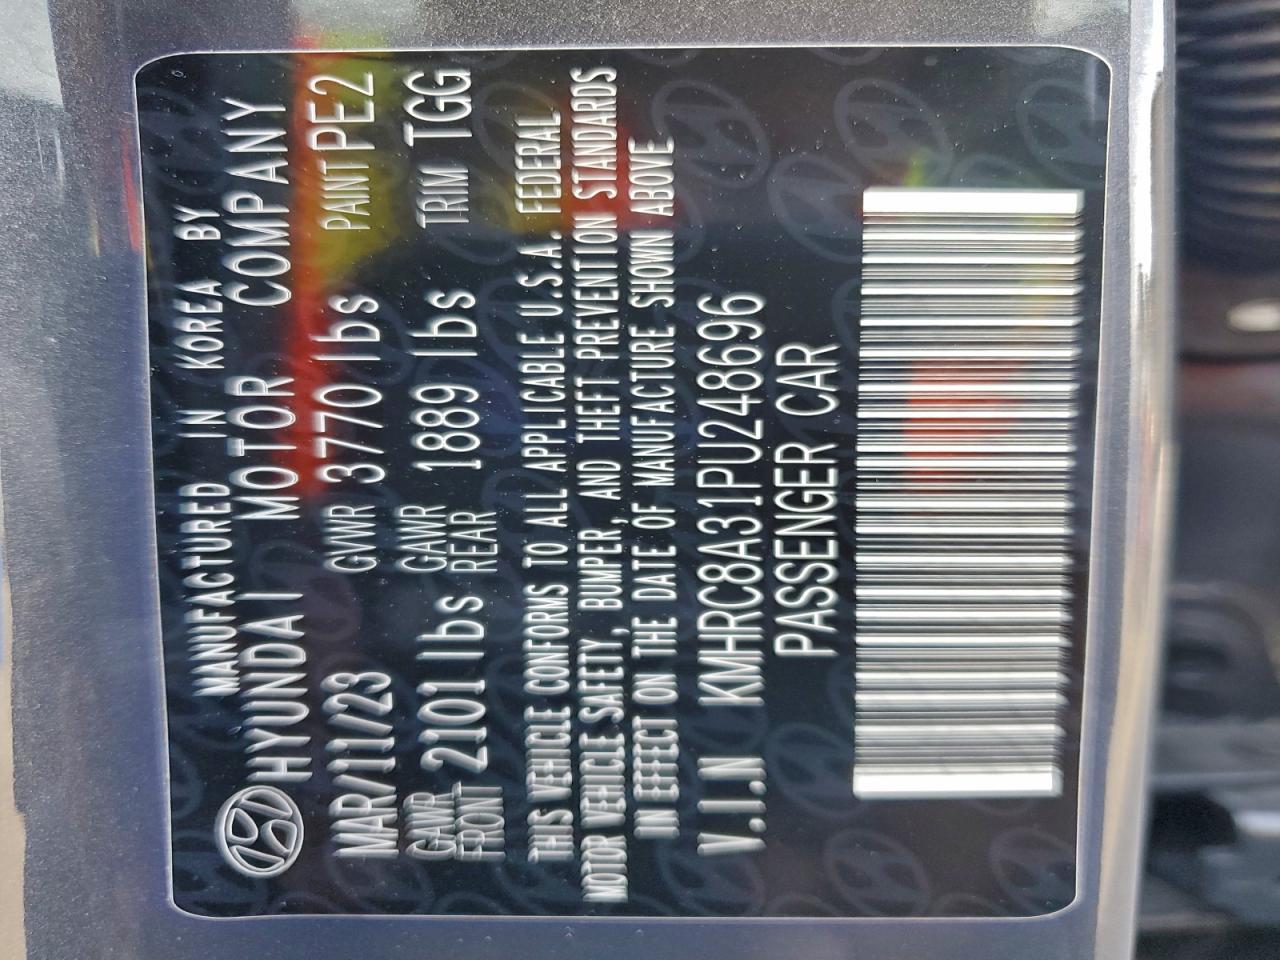 MANUFACTURED IN KOREA BY
HYUNDAI MOTOR COMPANY
MAR/11/23 GVWR 3770 lbs PAINT PE2
GAWR FRONT 2101 lbs GAWR REAR 1889 lbs TRIM TGG
THIS VEHICLE CONFORMS TO ALL APPLICABLE U.S.A. FEDERAL
MOTOR VEHICLE SAFETY, BUMPER, AND THEFT PREVENTION STANDARDS
IN EFFECT ON THE DATE OF MANUFACTURE SHOWN ABOVE
V.I.N KMHRC8A31PU248696
PASSENGER CAR